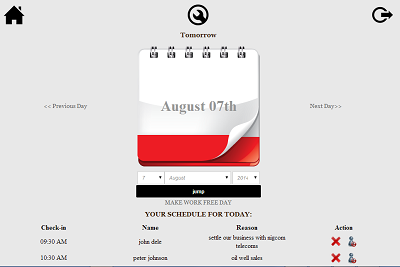 Tomorrow
August 07th
<< Previous Day
Next Day>>
7 August 2014
jump
MAKE WORK FREE DAY
YOUR SCHEDULE FOR TODAY:
Check-in Name Reason Action
09:30 AM john dele settle our business with nigcom telecoms
10:30 AM peter johnson oil well sales